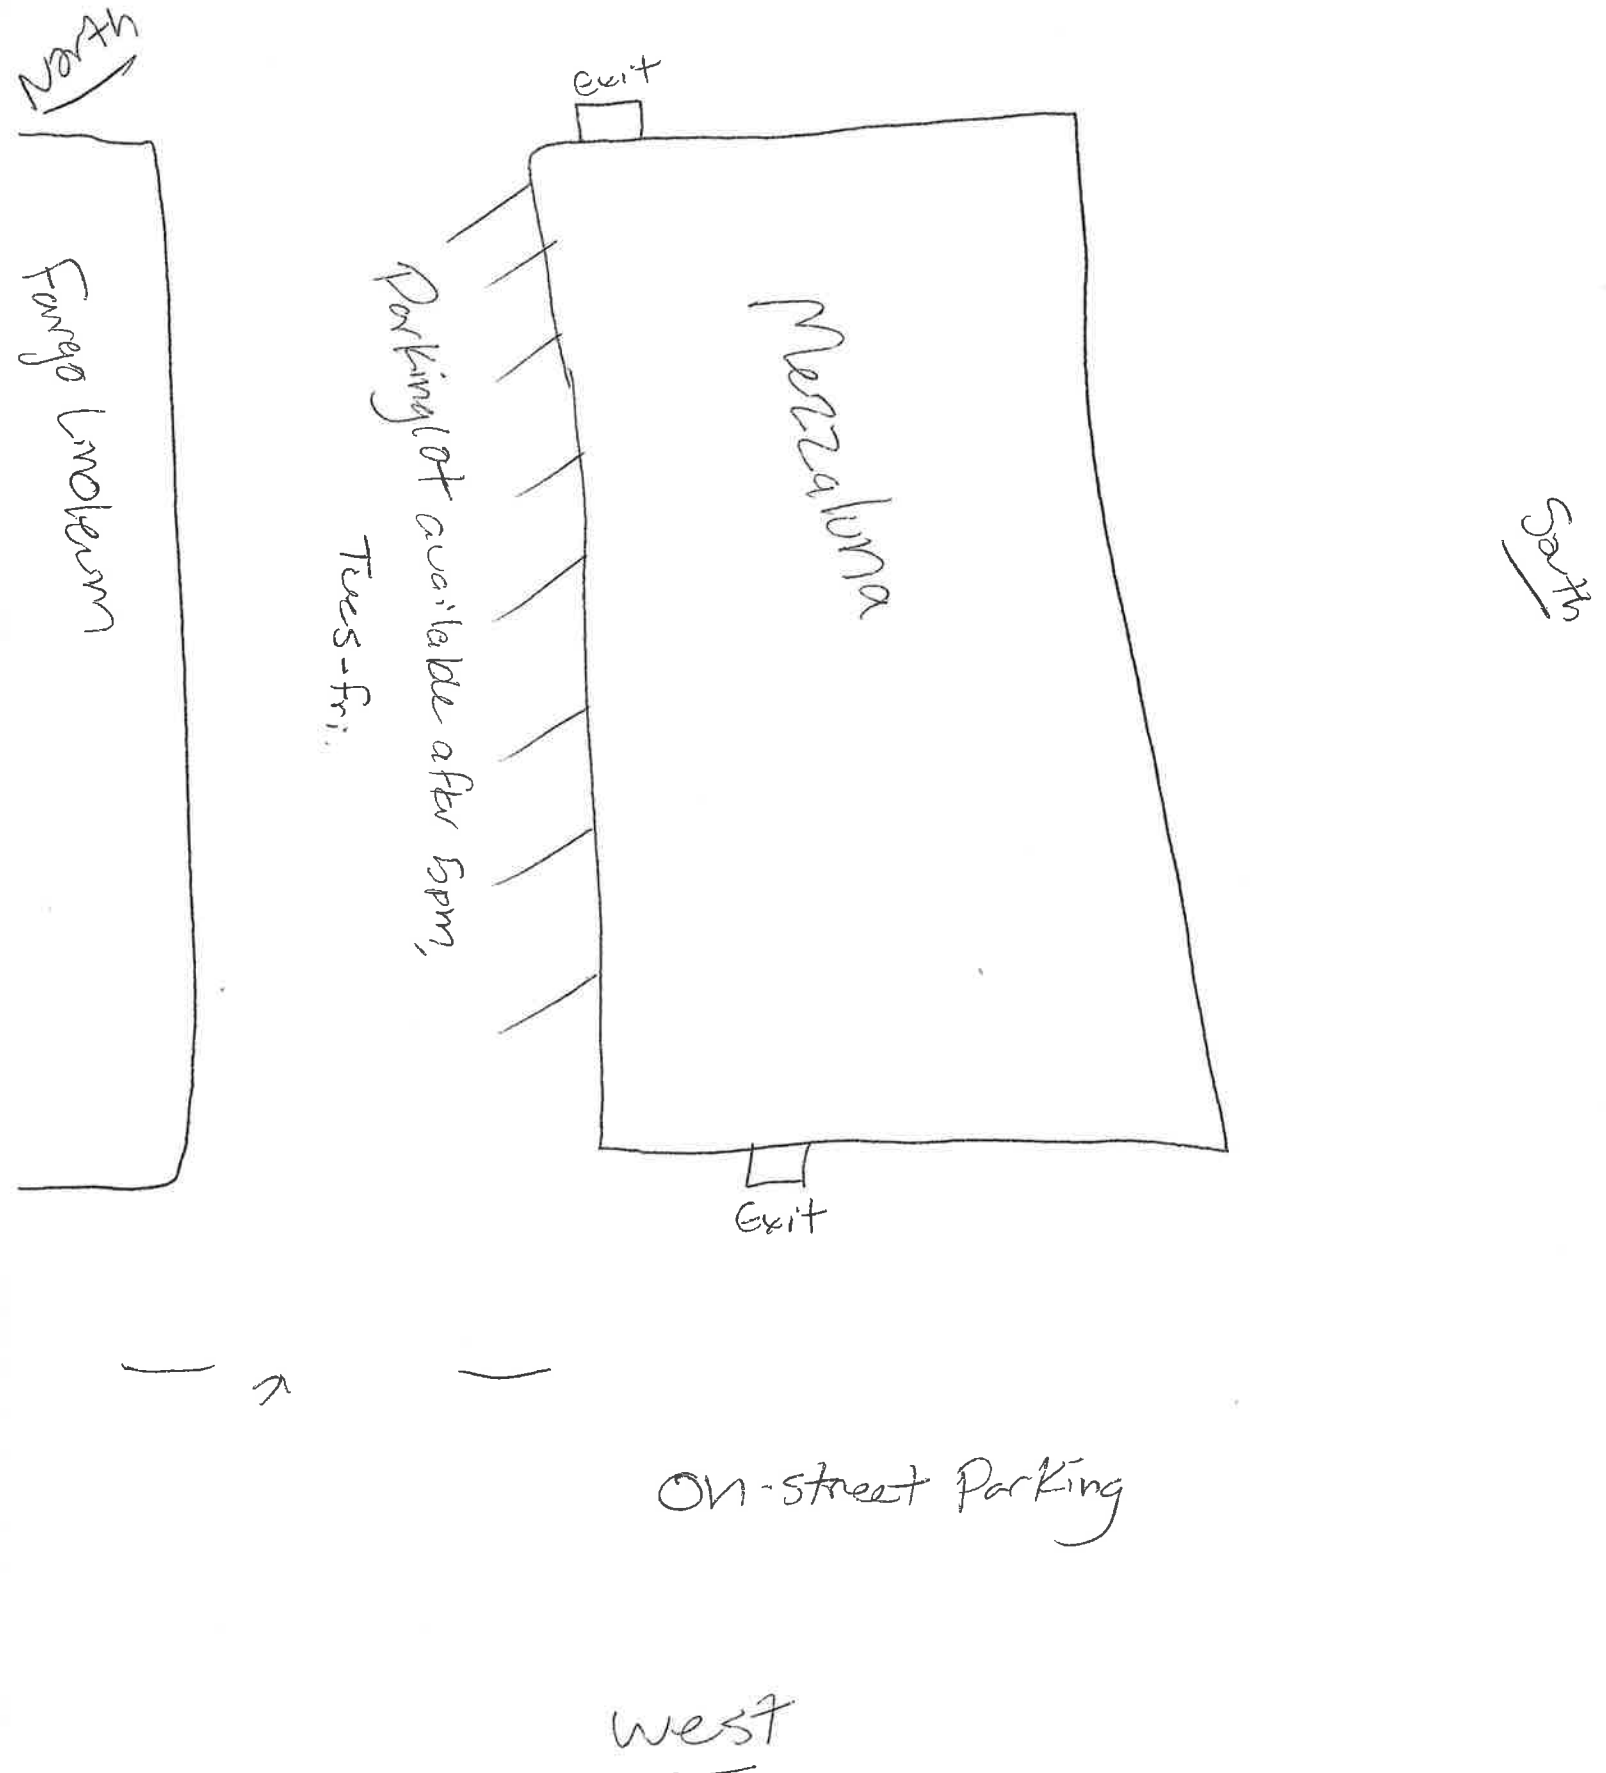 North
Exit
Fargo Linoleum
Parking lot available after 5pm,
Tues-Fri.
Mezzaluna
South
Exit
On-street Parking
West